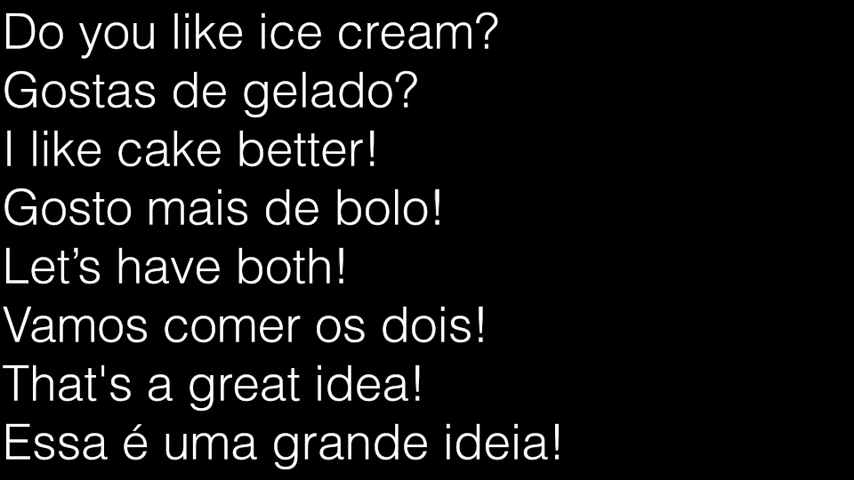 Do you like ice cream?
Gostas de gelado?
I like cake better!
Gosto mais de bolo!
Let’s have both!
Vamos comer os dois!
That's a great idea!
Essa é uma grande ideia!